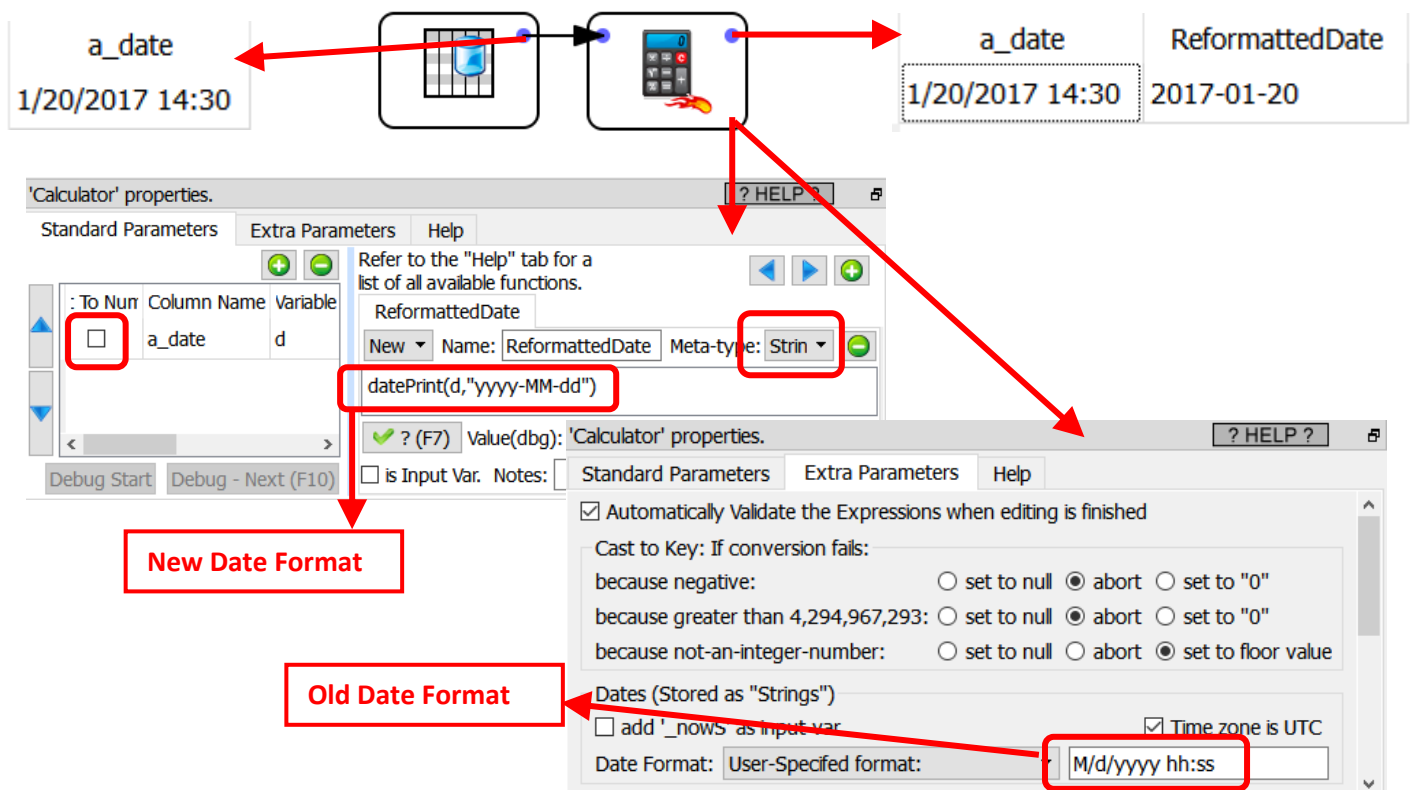 a_date
1/20/2017 14:30
0
a_date ReformattedDate
1/20/2017 14:30 2017-01-20
'Calculator' properties. ? HELP ?
Standard Parameters Extra Parameters Help
Refer to the "Help" tab for a
list of all available functions.
: To Num Column Name Variable
a_date d
ReformattedDate
New Name: ReformattedDate Meta-type: Strin
datePrint(d,"yyyy-MM-dd")
? (F7) Value(dbg):
Debug Start Debug - Next (F10)
is Input Var. Notes:
New Date Format
'Calculator' properties. ? HELP ?
Standard Parameters Extra Parameters Help
Automatically Validate the Expressions when editing is finished
Cast to Key: If conversion fails:
because negative: set to null abort set to "0"
because greater than 4,294,967,293: set to null abort set to "0"
because not-an-integer-number: set to null abort set to floor value
Old Date Format
Dates (Stored as "Strings")
add '_nowS' as input var Time zone is UTC
Date Format: User-Specifed format: M/d/yyyy hh:ss